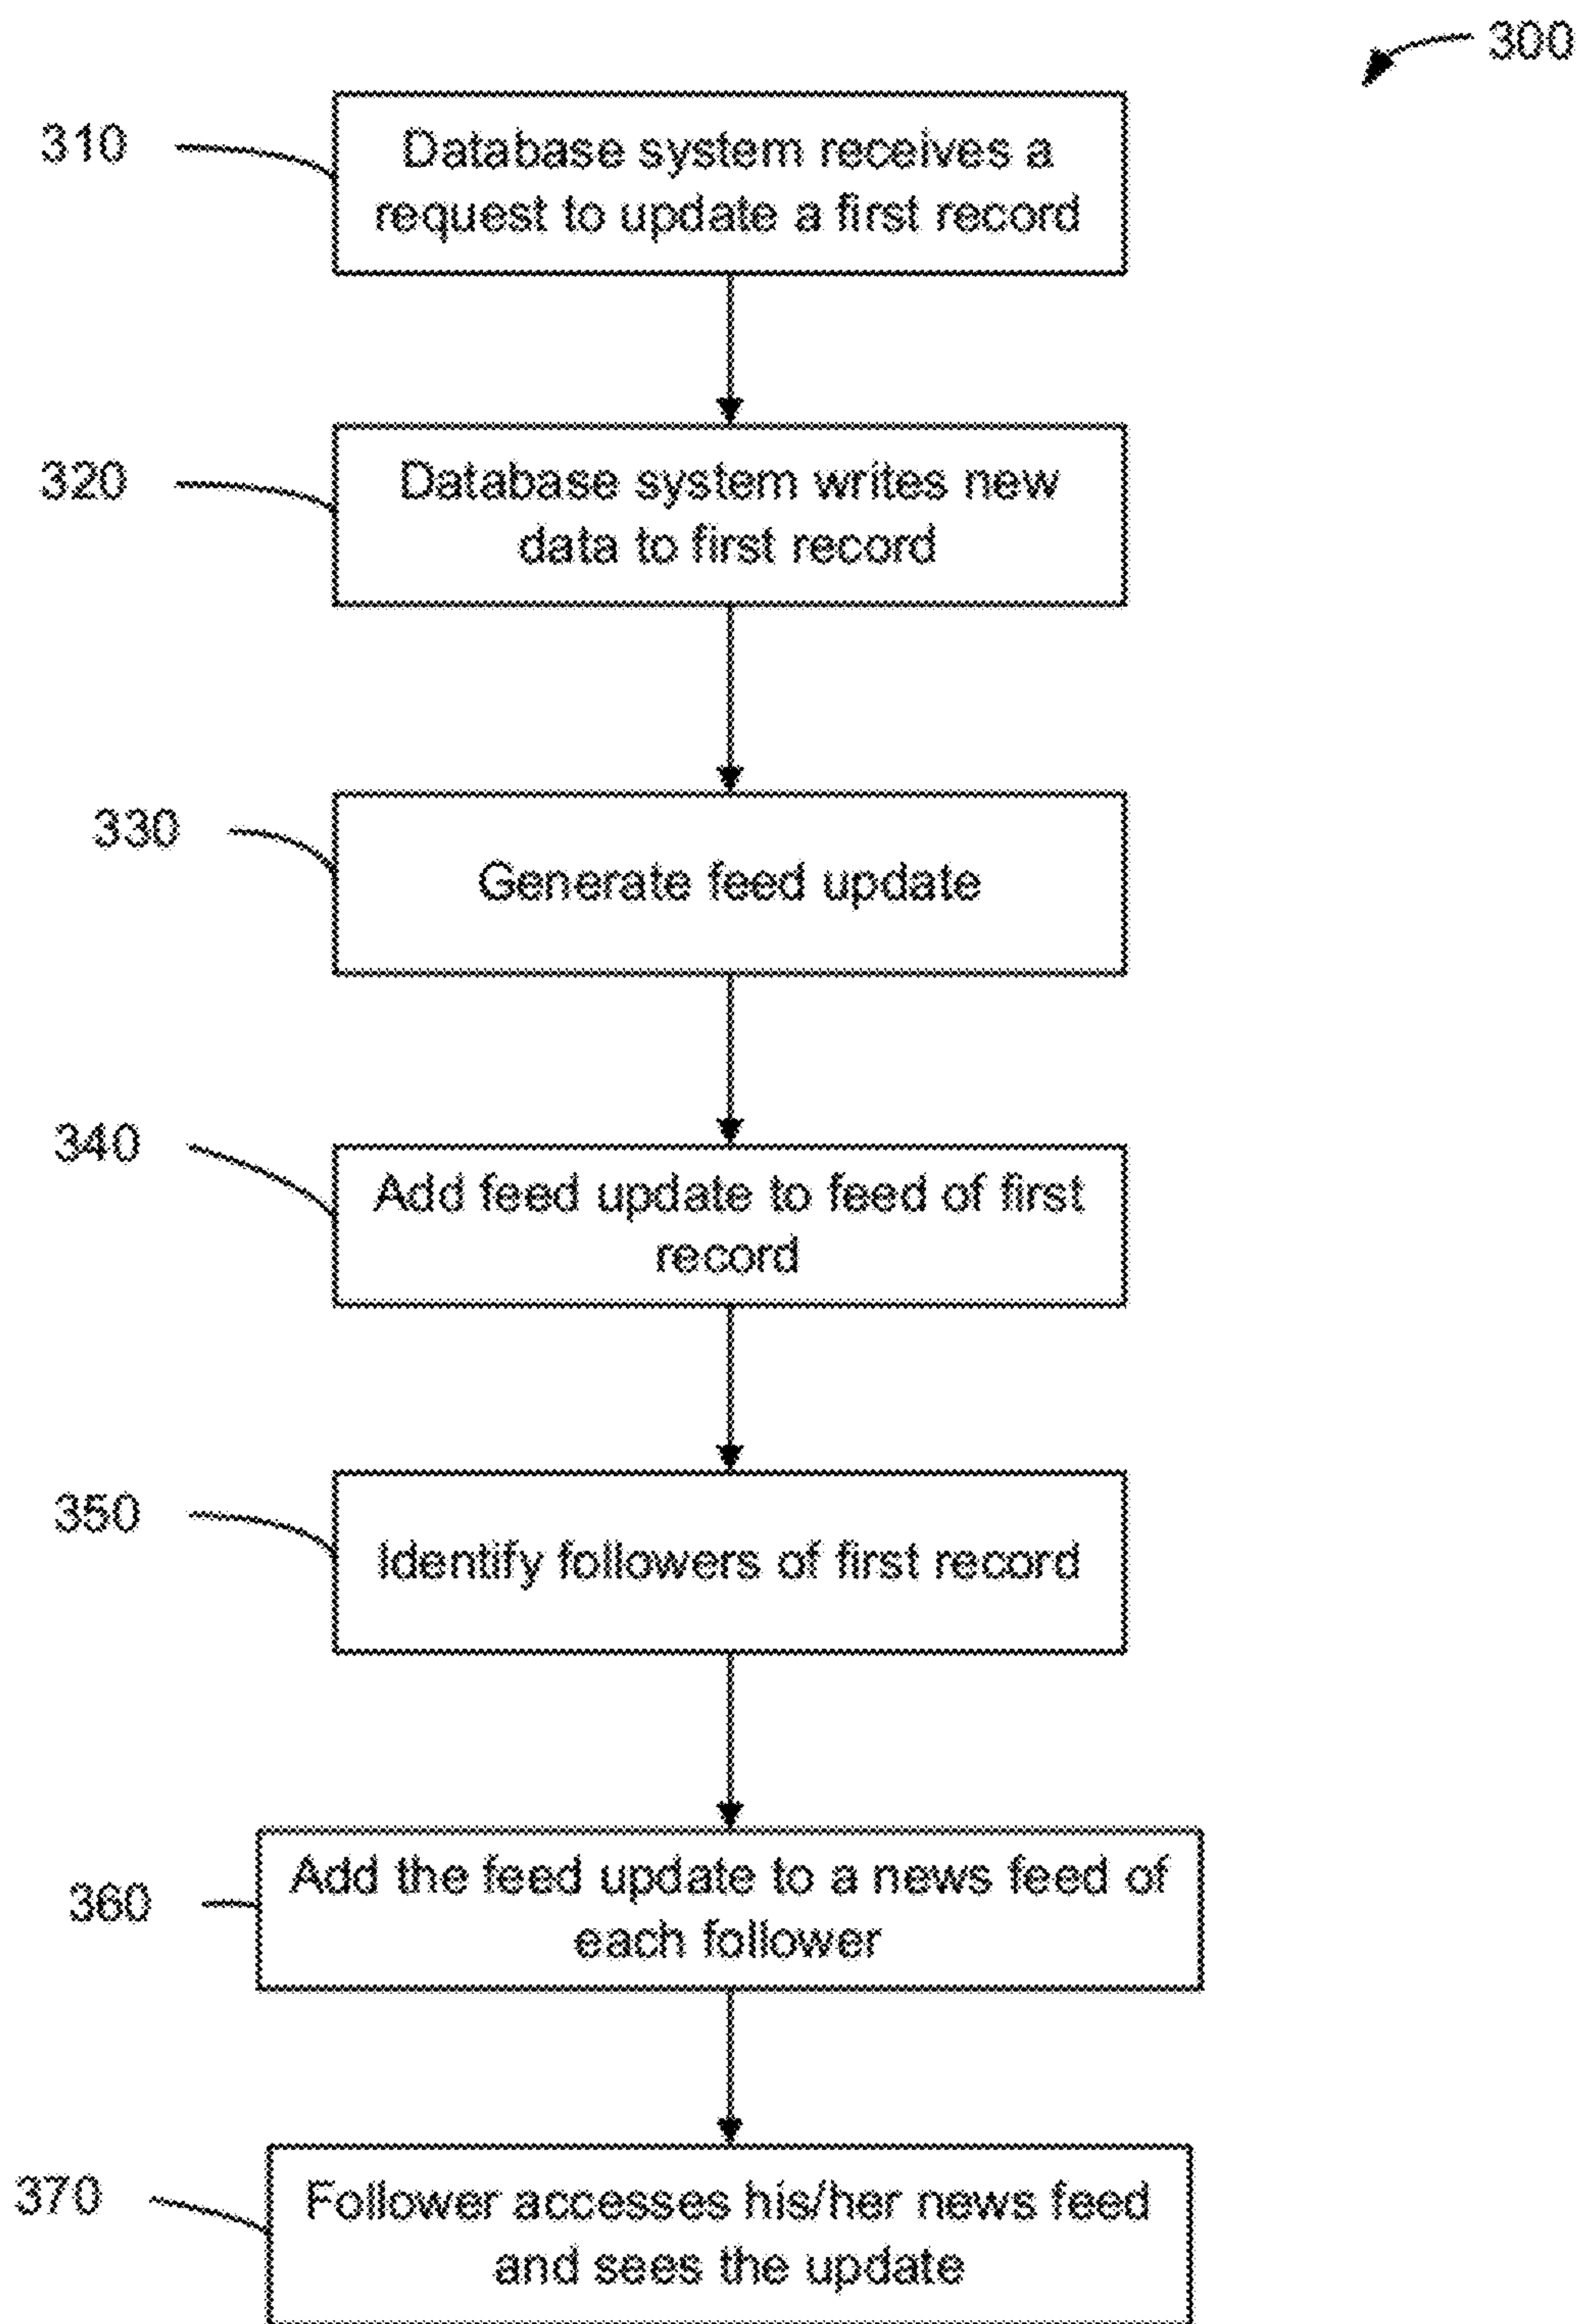 300
310
Database system receives a
request to update a first record
320
Database system writes new
data to first record
330
Generate feed update
340
Add feed update to feed of first
record
350
Identify followers of first record
360
Add the feed update to a news feed of
each follower
370
Follower accesses his/her news feed
and sees the update